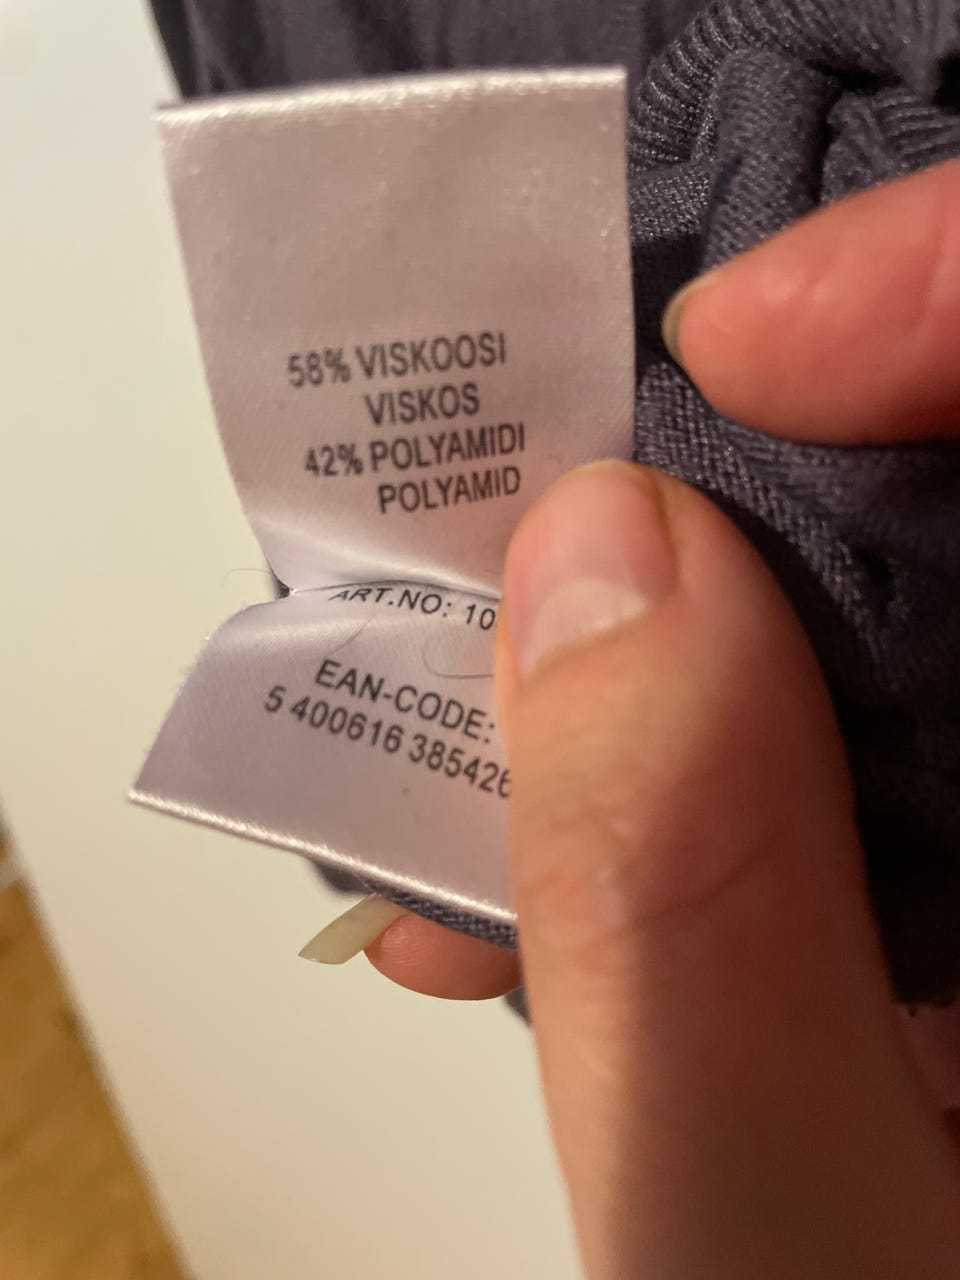 58% VISKOOSI
VISKOS
42% POLYAMIDI
POLYAMID
ART.NO: 10
EAN-CODE:
5 400616 385426